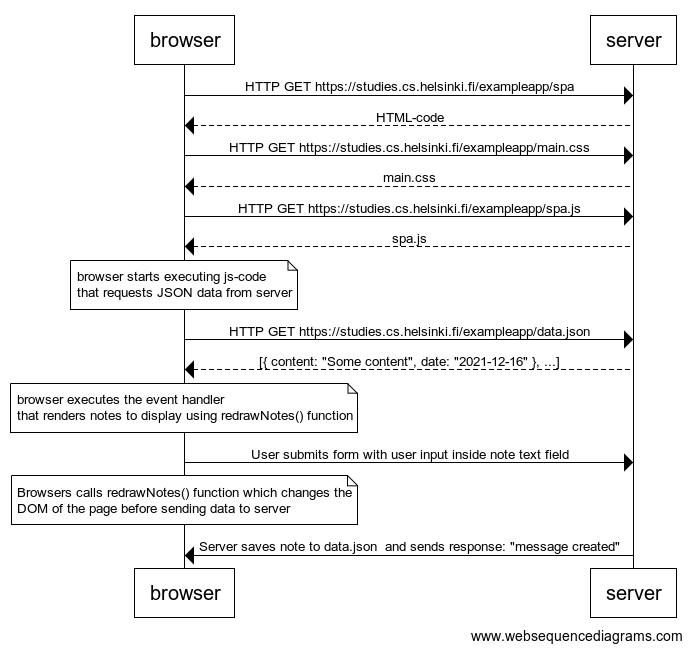 browser server
HTTP GET https://studies.cs.helsinki.fi/exampleapp/spa
HTML-code
HTTP GET https://studies.cs.helsinki.fi/exampleapp/main.css
main.css
HTTP GET https://studies.cs.helsinki.fi/exampleapp/spa.js
spa.js
browser starts executing js-code
that requests JSON data from server
HTTP GET https://studies.cs.helsinki.fi/exampleapp/data.json
[{ content: "Some content", date: "2021-12-16" }, ...]
browser executes the event handler
that renders notes to display using redrawNotes() function
User submits form with user input inside note text field
Browsers calls redrawNotes() function which changes the
DOM of the page before sending data to server
Server saves note to data.json  and sends response: "message created"
browser server
www.websequencediagrams.com